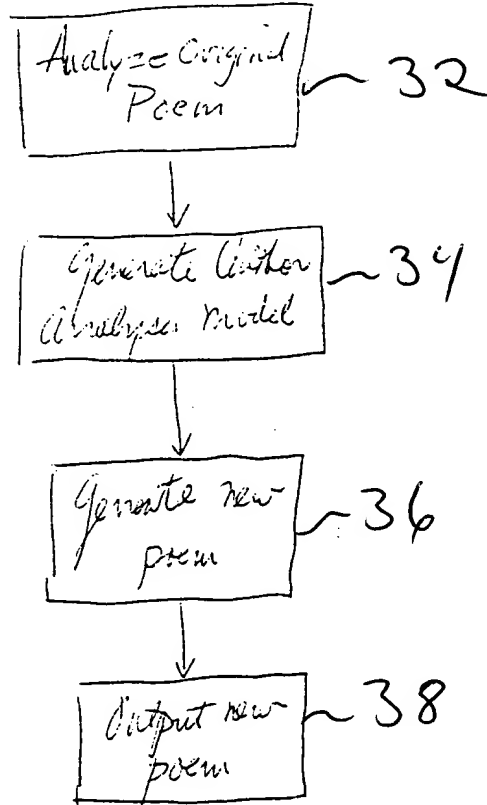 Analyze Original
Poem
32
Generate Author
Analysis Model
34
Generate new
poem
36
Output new
poem
38